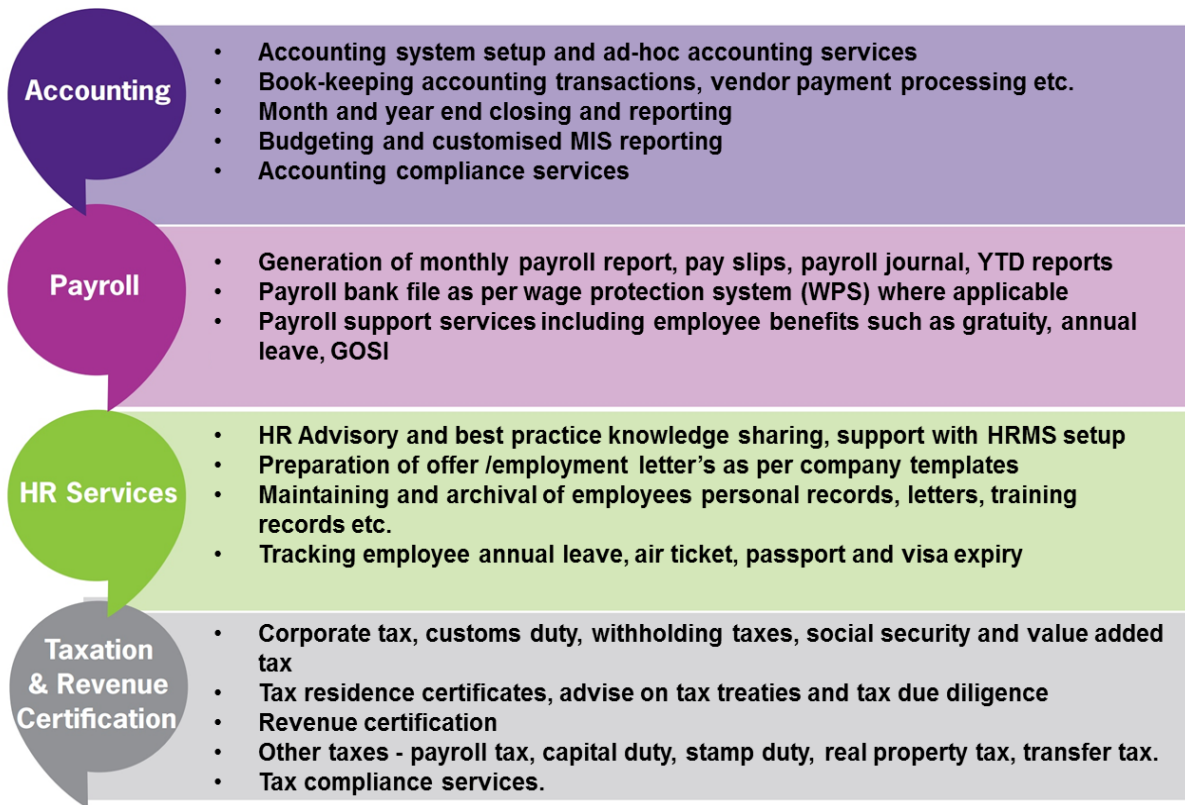 Accounting
• Accounting system setup and ad-hoc accounting services
• Book-keeping accounting transactions, vendor payment processing etc.
• Month and year end closing and reporting
• Budgeting and customised MIS reporting
• Accounting compliance services
Payroll
• Generation of monthly payroll report, pay slips, payroll journal, YTD reports
• Payroll bank file as per wage protection system (WPS) where applicable
• Payroll support services including employee benefits such as gratuity, annual
leave, GOSI
HR Services
• HR Advisory and best practice knowledge sharing, support with HRMS setup
• Preparation of offer /employment letter's as per company templates
• Maintaining and archival of employees personal records, letters, training
records etc.
• Tracking employee annual leave, air ticket, passport and visa expiry
Taxation
& Revenue
Certification
• Corporate tax, customs duty, withholding taxes, social security and value added
tax
• Tax residence certificates, advise on tax treaties and tax due diligence
• Revenue certification
• Other taxes - payroll tax, capital duty, stamp duty, real property tax, transfer tax.
• Tax compliance services.